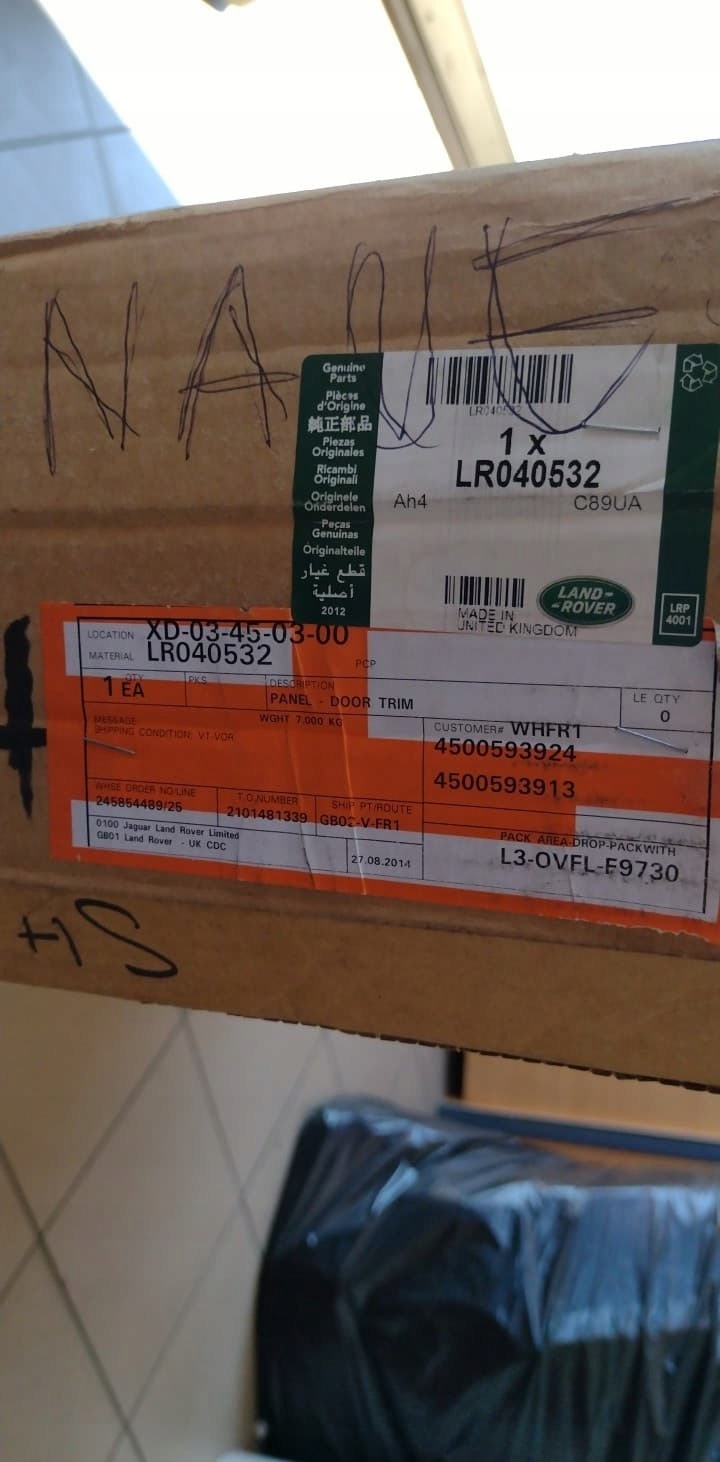 NAVE
Genuine
Parts
Pièces
d'Origine
純正部品
Piezas
Originales
Ricambi
Originali
Originele
Onderdelen
Peças
Genuinas
Originalteile
قطع غيار
أصلية
2012
LR040532
1 x
LR040532
Ah4 C89UA
MADE IN
UNITED KINGDOM
LAND-
-ROVER
LRP
4001
LOCATION XD-03-45-03-00
MATERIAL LR040532
PCP
QTY
1 EA
PKS
DESCRIPTION
PANEL - DOOR TRIM
LE QTY
0
MESSAGE WGHT 7.000 KG
SHIPPING CONDITION: V1-VOR
CUSTOMER# WHFR1
4500593924
4500593913
WHSE ORDER NO/LINE
245854489/25
T.O.NUMBER
2101481339
SHIP PT/ROUTE
GB02-V-FR1
0100 Jaguar Land Rover Limited
GB01 Land Rover - UK CDC
27.08.2014
PACK AREA-DROP-PACKWITH
L3-OVFL-F9730